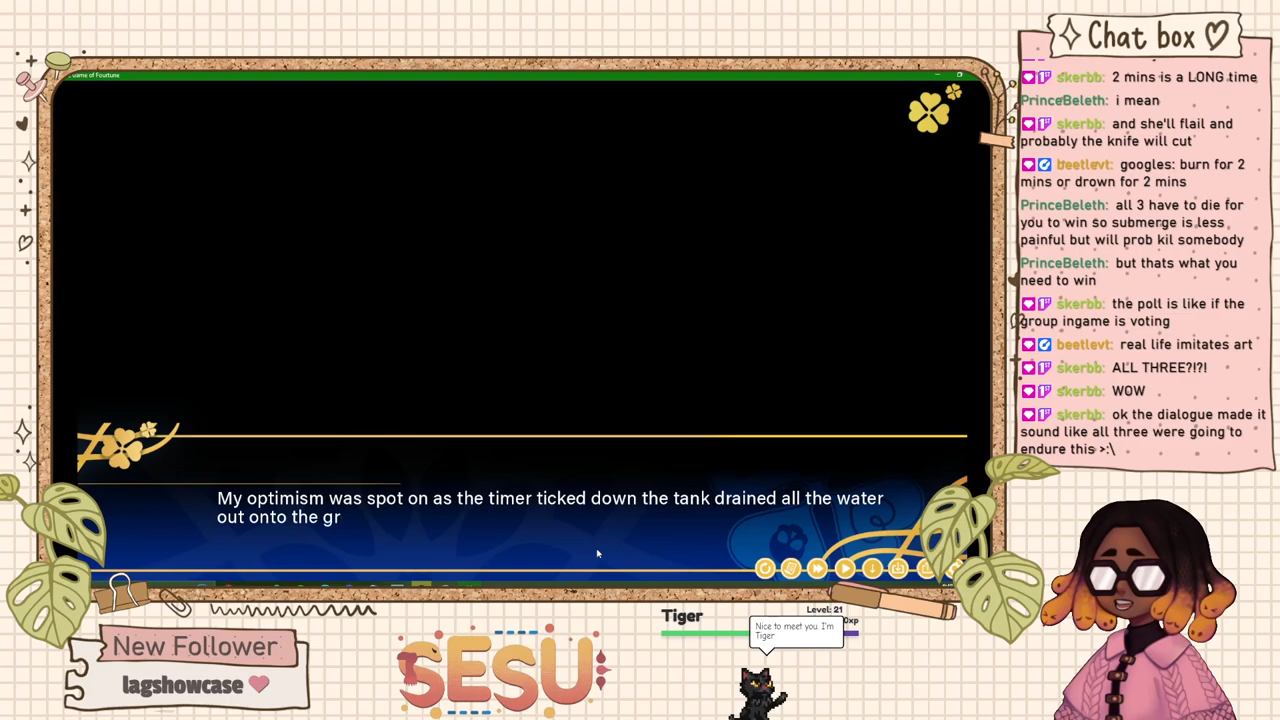 Game of Fourtune
My optimism was spot on as the timer ticked down the tank drained all the water
out onto the gr
Chat box
skerbb: 2 mins is a LONG time
PrinceBeleth: i mean
skerbb: and she'll flail and
probably the knife will cut
beetlevt: googles: burn for 2
mins or drown for 2 mins
PrinceBeleth: all 3 have to die for
you to win so submerge is less
painful but will prob kil somebody
PrinceBeleth: but thats what you
need to win
skerbb: the poll is like if the
group ingame is voting
beetlevt: real life imitates art
skerbb: ALL THREE?!?!
skerbb: WOW
skerbb: ok the dialogue made it
sound like all three were going to
endure this >:\
New Follower
lagshowcase
SESU
Tiger
Level: 21
0xp
Nice to meet you. I'm
Tiger